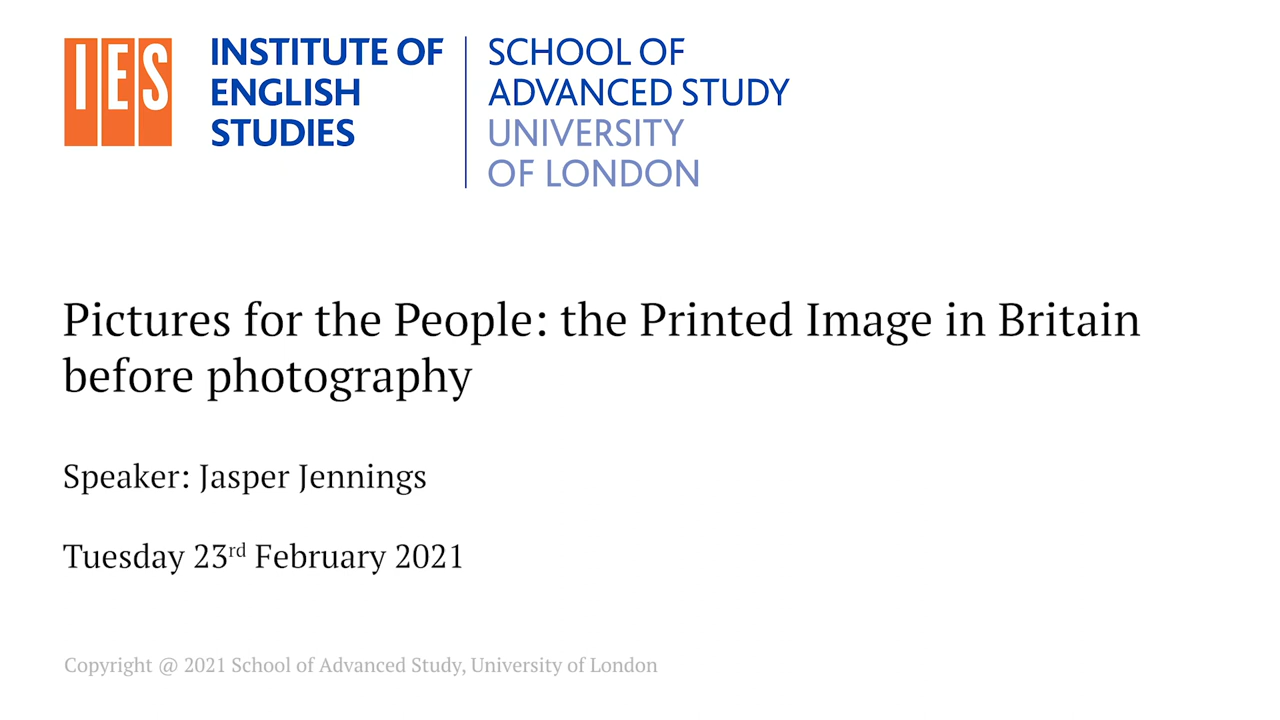 IES
INSTITUTE OF
ENGLISH
STUDIES
SCHOOL OF
ADVANCED STUDY
UNIVERSITY
OF LONDON
Pictures for the People: the Printed Image in Britain
before photography
Speaker: Jasper Jennings
Tuesday 23rd February 2021
Copyright @ 2021 School of Advanced Study, University of London